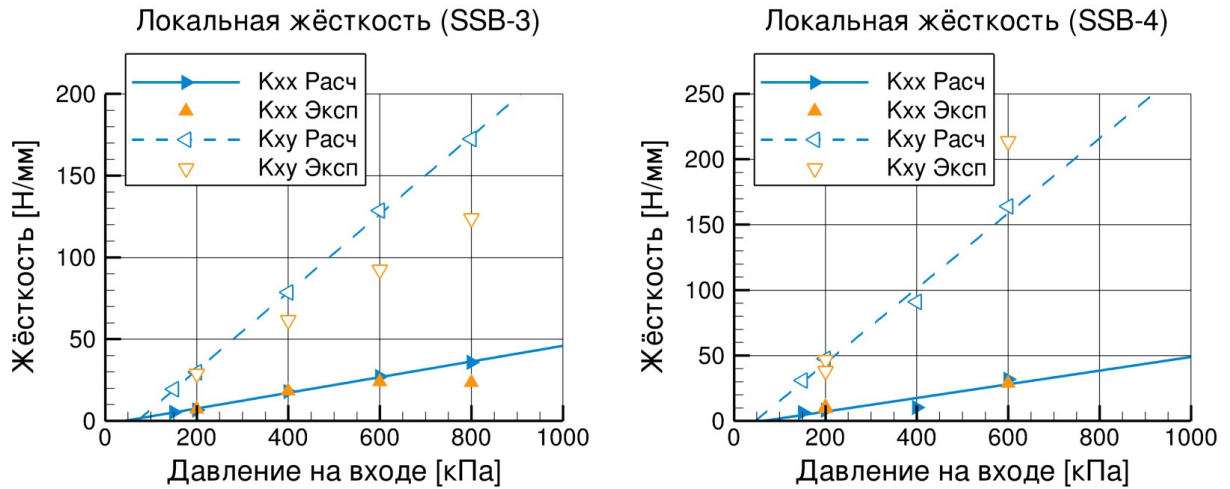 Локальная жёсткость (SSB-3)
Kxx Расч
Kxx Эксп
Kxy Расч
Kxy Эксп
Жёсткость [Н/мм]
200
150
100
50
0
0
200
400
600
800
1000
Давление на входе [кПа]
Локальная жёсткость (SSB-4)
Kxx Расч
Kxx Эксп
Kxy Расч
Kxy Эксп
Жёсткость [Н/мм]
250
200
150
100
50
0
0
200
400
600
800
1000
Давление на входе [кПа]